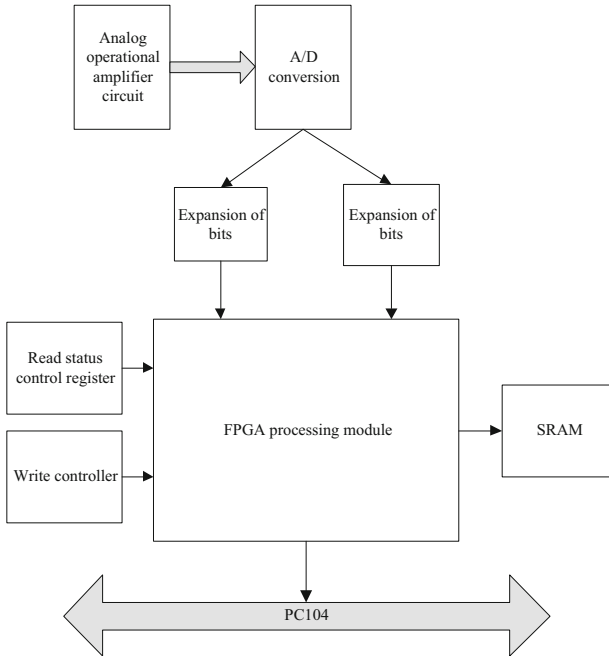 Analog
operational
amplifier
circuit
A/D
conversion
Expansion of
bits
Expansion of
bits
Read status
control register
FPGA processing module
SRAM
Write controller
PC104